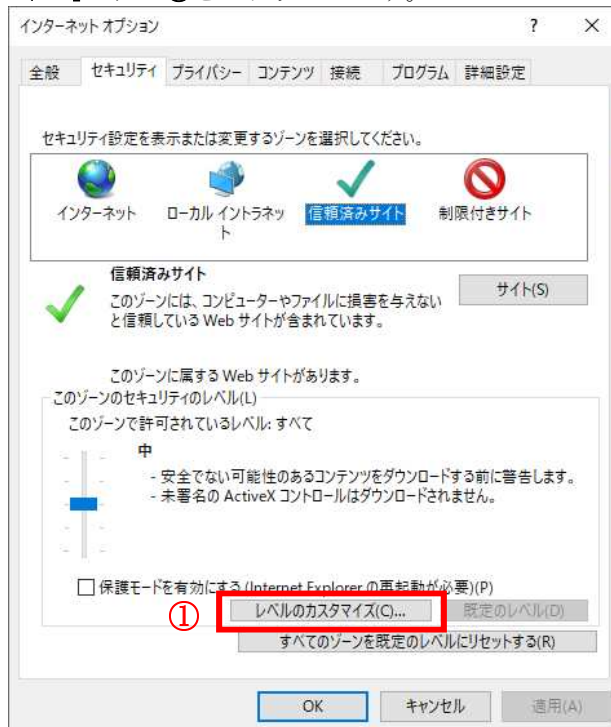 インターネット オプション ? ×
全般 セキュリティ プライバシー コンテンツ 接続 プログラム 詳細設定
セキュリティ設定を表示または変更するゾーンを選択してください。
インターネット ローカル イントラネッ 信頼済みサイト 制限付きサイト
ト
信頼済みサイト
サイト(S)
このゾーンには、コンピューターやファイルに損害を与えない
と信頼している Web サイトが含まれています。
このゾーンに属する Web サイトがあります。
このゾーンのセキュリティのレベル(L)
このゾーンで許可されているレベル: すべて
中
- 安全でない可能性のあるコンテンツをダウンロードする前に警告します。
- 未署名の ActiveX コントロールはダウンロードされません。
保護モードを有効にする (Internet Explorer の再起動が必要)(P)
① レベルのカスタマイズ(C)... 既定のレベル(D)
すべてのゾーンを既定のレベルにリセットする(R)
OK キャンセル 適用(A)